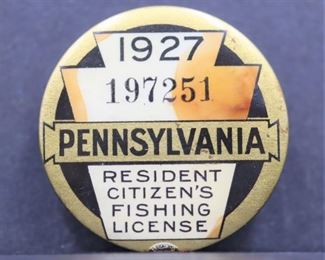 1927
197251
PENNSYLVANIA
RESIDENT
CITIZEN'S
FISHING
LICENSE